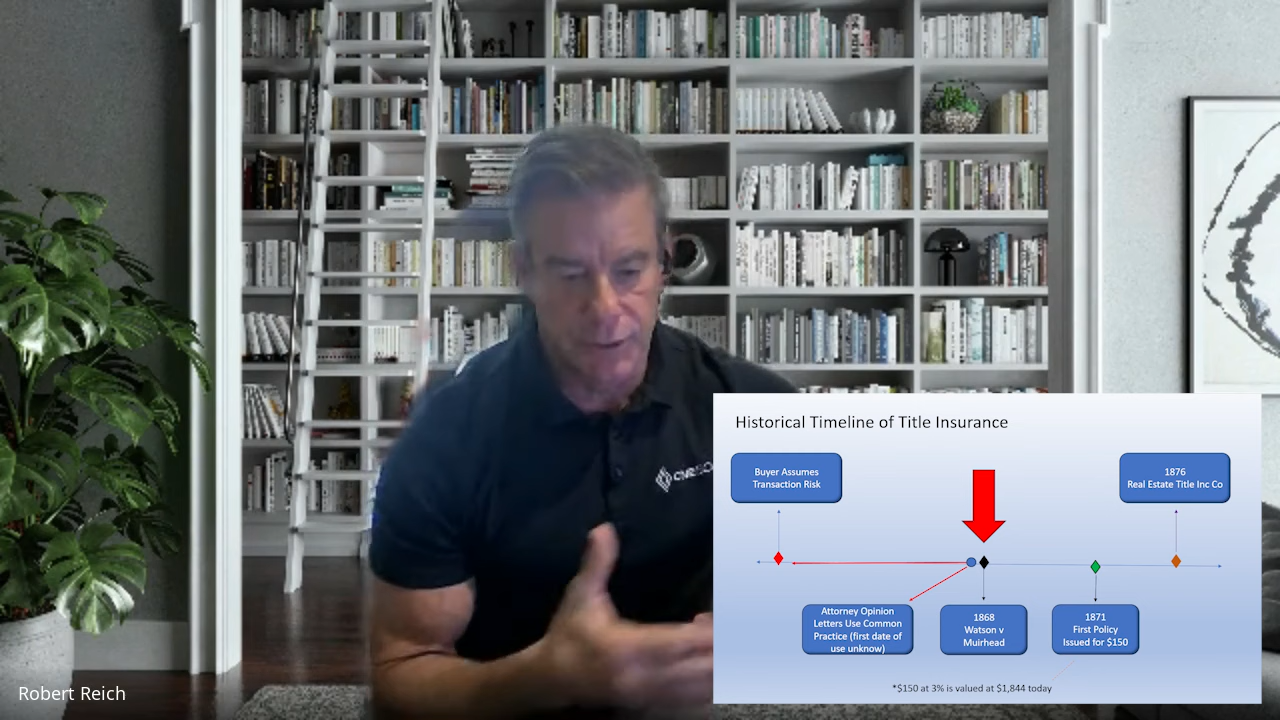 Historical Timeline of Title Insurance
Buyer Assumes
Transaction Risk
1876
Real Estate Title Inc Co
Attorney Opinion
Letters Use Common
Practice (first date of
use unknow)
1868
Watson v
Muirhead
1871
First Policy
Issued for $150
*$150 at 3% is valued at $1,844 today
Robert Reich